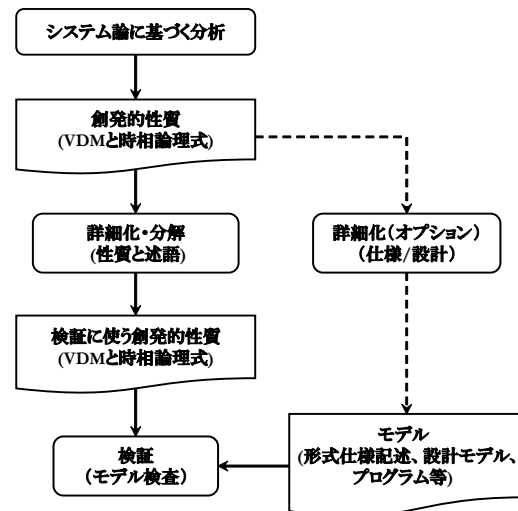 システム論に基づく分析
創発的性質
(VDMと時相論理式)
詳細化・分解
(性質と述語)
詳細化(オプション)
(仕様/設計)
検証に使う創発的性質
(VDMと時相論理式)
検証
(モデル検査)
モデル
(形式仕様記述、設計モデル、
プログラム等)